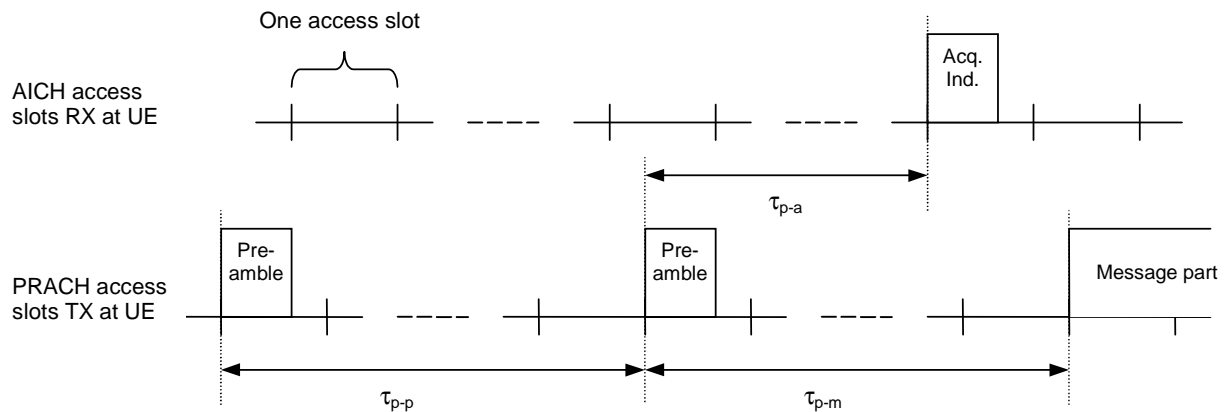 One access slot
AICH access
slots RX at UE
Acq.
Ind.
τp-a
Pre-
amble
Pre-
amble
Message part
PRACH access
slots TX at UE
τp-p
τp-m